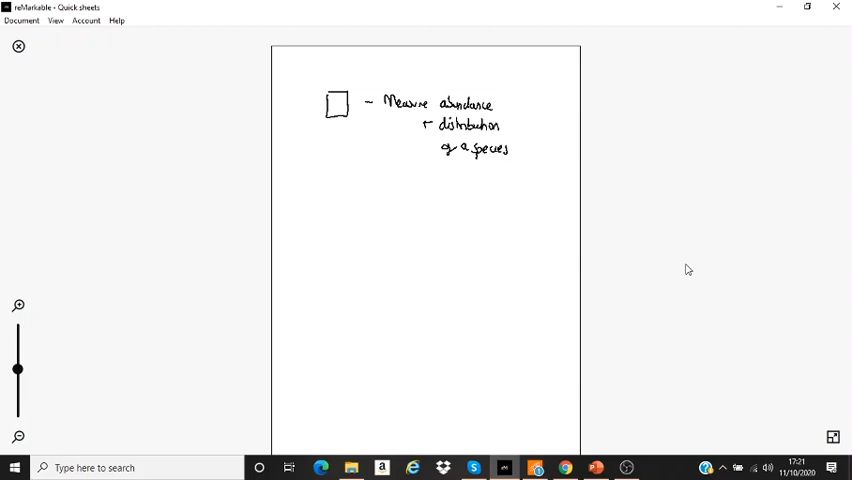 reMarkable - Quick sheets
Document View Account Help
- Measure abundance
+ distribution
of a species
Type here to search
17:21
11/10/2020